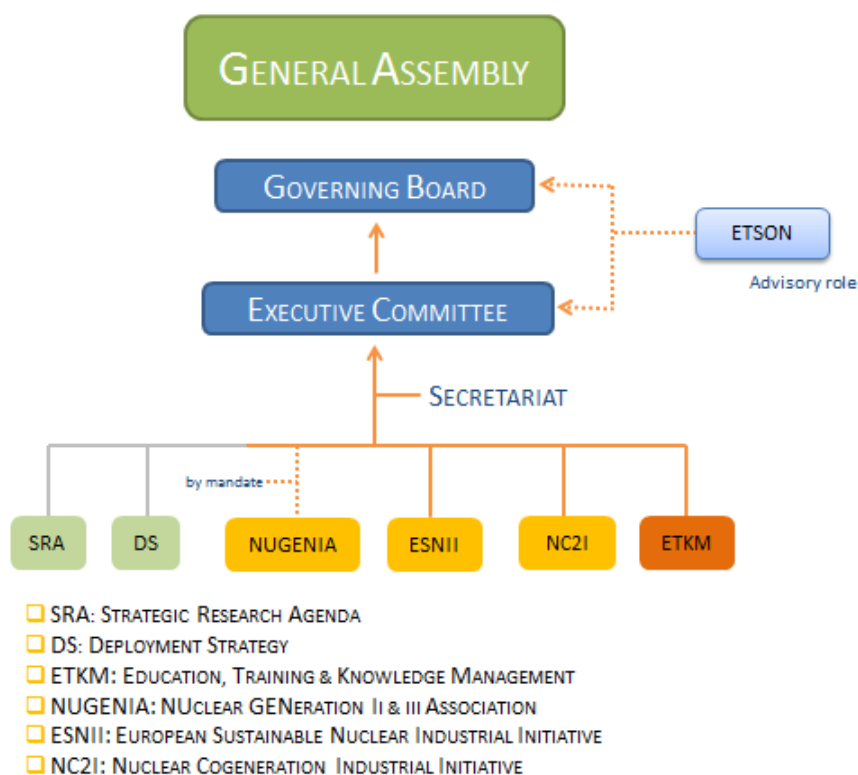 GENERAL ASSEMBLY
GOVERNING BOARD
ETSON
Advisory role
EXECUTIVE COMMITTEE
SECRETARIAT
by mandate
SRA DS NUGENIA ESNII NC2I ETKM
SRA: STRATEGIC RESEARCH AGENDA
DS: DEPLOYMENT STRATEGY
ETKM: EDUCATION, TRAINING & KNOWLEDGE MANAGEMENT
NUGENIA: NUCLEAR GENERATION II & III ASSOCIATION
ESNII: EUROPEAN SUSTAINABLE NUCLEAR INDUSTRIAL INITIATIVE
NC2I: NUCLEAR COGENERATION INDUSTRIAL INITIATIVE